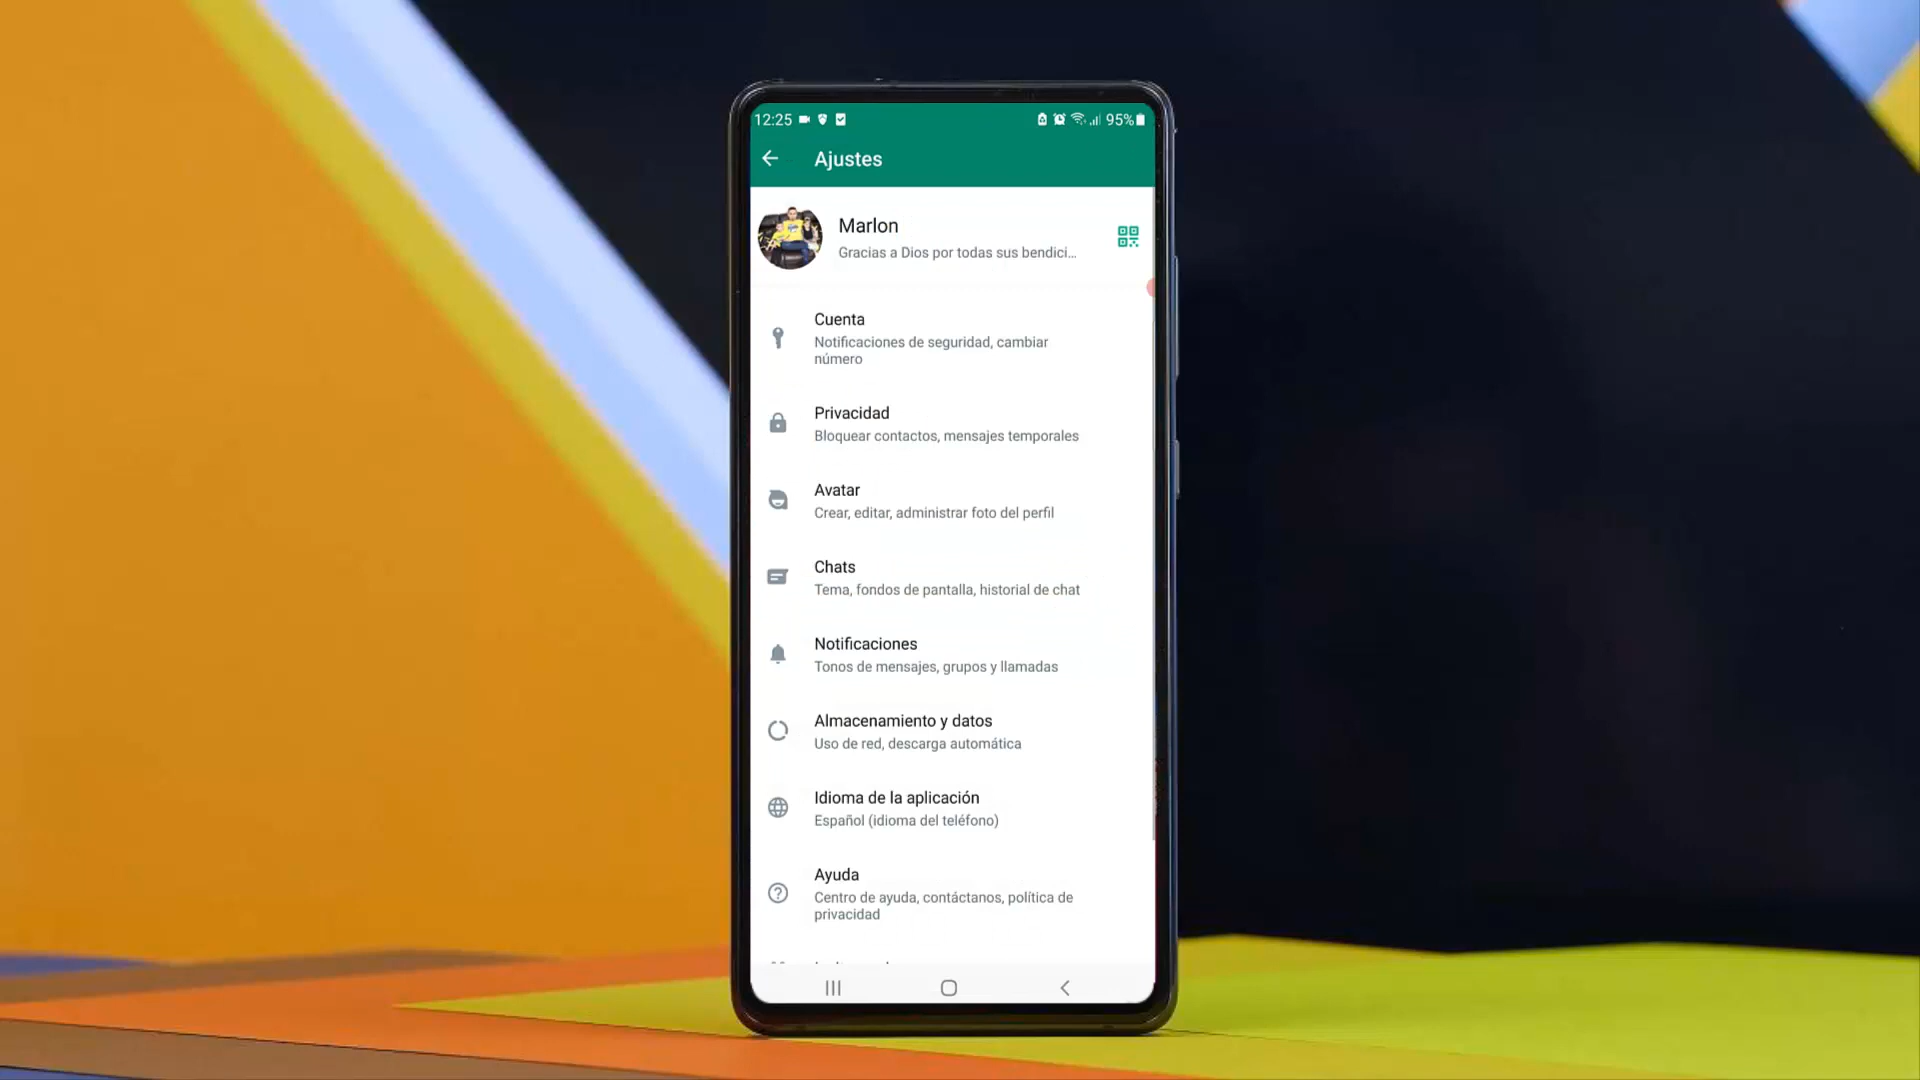 12:25
95%
Ajustes
Marlon
Gracias a Dios por todas sus bendici...
Cuenta
Notificaciones de seguridad, cambiar
número
Privacidad
Bloquear contactos, mensajes temporales
Avatar
Crear, editar, administrar foto del perfil
Chats
Tema, fondos de pantalla, historial de chat
Notificaciones
Tonos de mensajes, grupos y llamadas
Almacenamiento y datos
Uso de red, descarga automática
Idioma de la aplicación
Español (idioma del teléfono)
Ayuda
Centro de ayuda, contáctanos, política de
privacidad